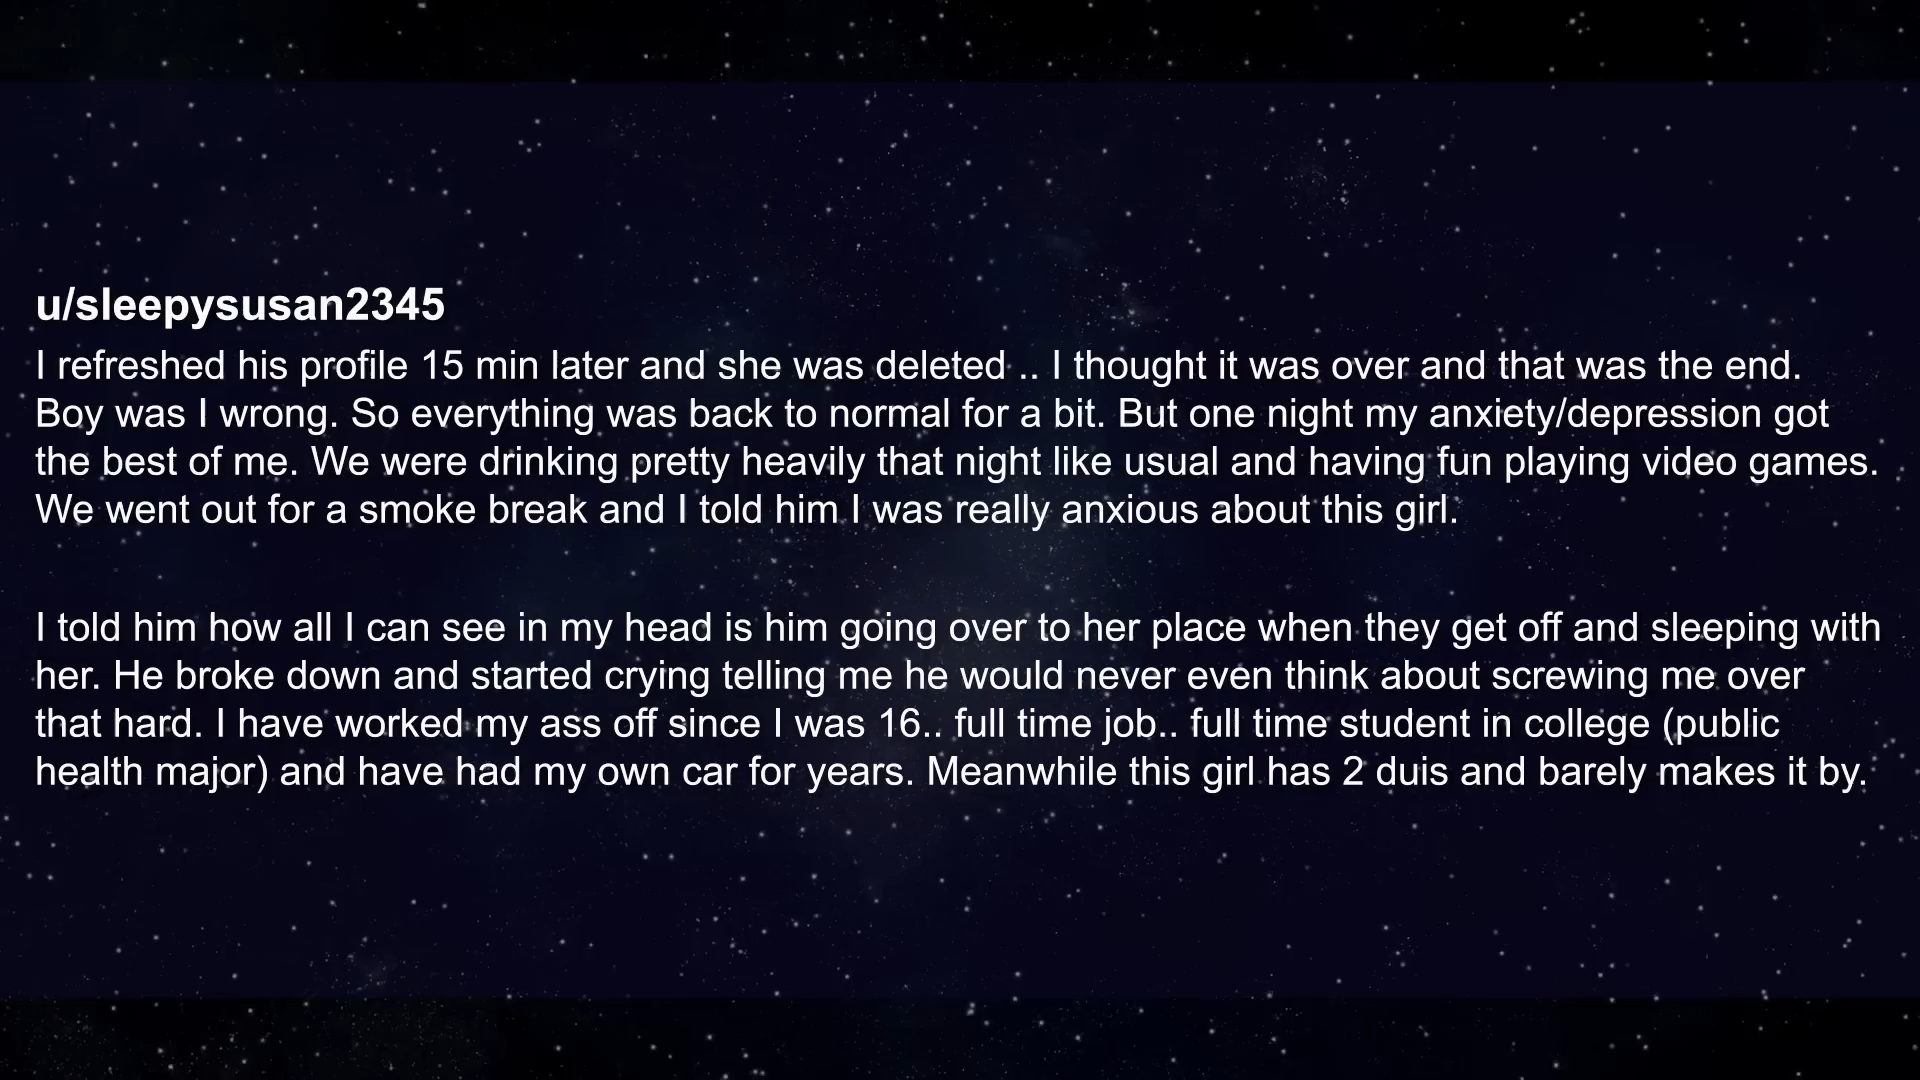 u/sleepysusan2345
I refreshed his profile 15 min later and she was deleted .. I thought it was over and that was the end.
Boy was I wrong. So everything was back to normal for a bit. But one night my anxiety/depression got
the best of me. We were drinking pretty heavily that night like usual and having fun playing video games.
We went out for a smoke break and I told him I was really anxious about this girl.
I told him how all I can see in my head is him going over to her place when they get off and sleeping with
her. He broke down and started crying telling me he would never even think about screwing me over
that hard. I have worked my ass off since I was 16.. full time job.. full time student in college (public
health major) and have had my own car for years. Meanwhile this girl has 2 duis and barely makes it by.